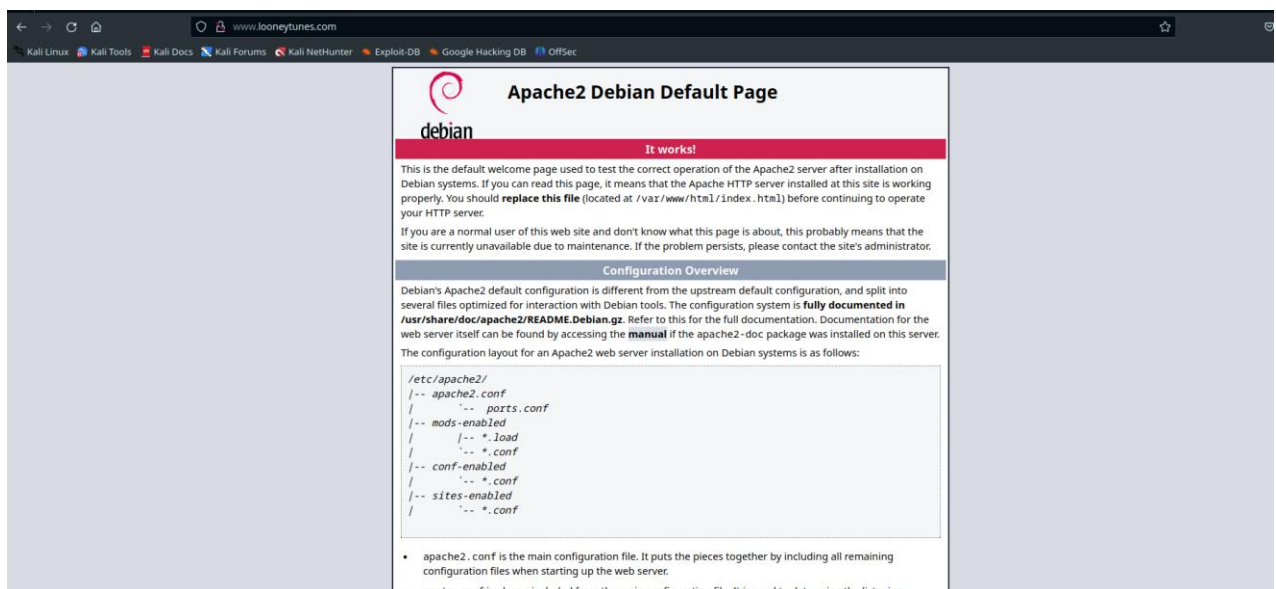 www.looneytunes.com
Kali Linux Kali Tools Kali Docs Kali Forums Kali NetHunter Exploit-DB Google Hacking DB OffSec
debian
Apache2 Debian Default Page
It works!
This is the default welcome page used to test the correct operation of the Apache2 server after installation on
Debian systems. If you can read this page, it means that the Apache HTTP server installed at this site is working
properly. You should replace this file (located at /var/www/html/index.html) before continuing to operate
your HTTP server.
If you are a normal user of this web site and don't know what this page is about, this probably means that the
site is currently unavailable due to maintenance. If the problem persists, please contact the site's administrator.
Configuration Overview
Debian's Apache2 default configuration is different from the upstream default configuration, and split into
several files optimized for interaction with Debian tools. The configuration system is fully documented in
/usr/share/doc/apache2/README.Debian.gz. Refer to this for the full documentation. Documentation for the
web server itself can be found by accessing the manual if the apache2-doc package was installed on this server.
The configuration layout for an Apache2 web server installation on Debian systems is as follows:
/etc/apache2/
|-- apache2.conf
|       `--  ports.conf
|-- mods-enabled
|       |-- *.load
|       `-- *.conf
|-- conf-enabled
|       `-- *.conf
|-- sites-enabled
|       `-- *.conf
• apache2.conf is the main configuration file. It puts the pieces together by including all remaining
configuration files when starting up the web server.